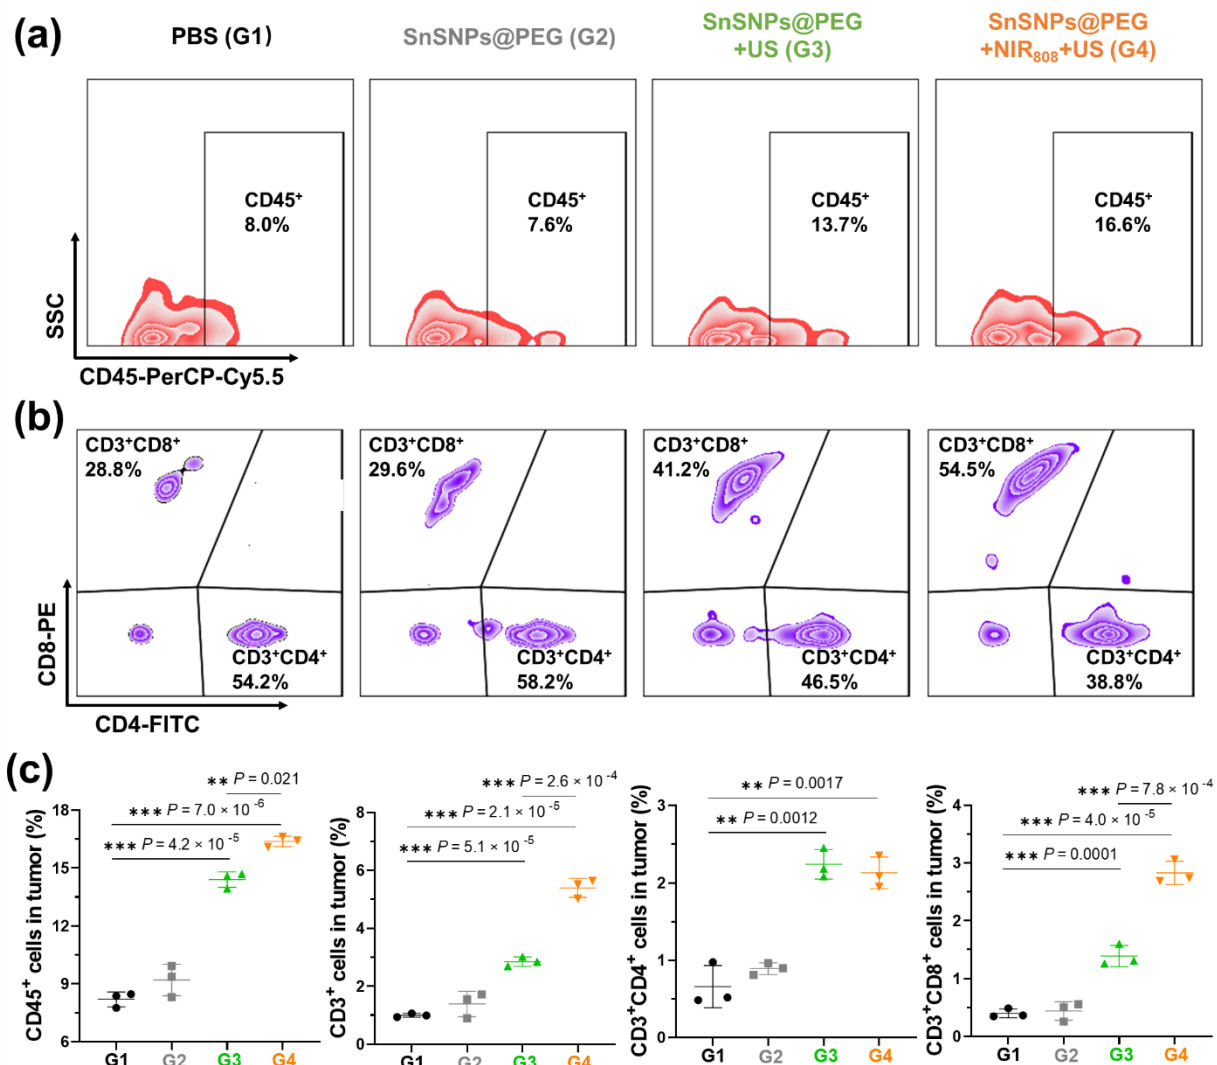 (a)
PBS (G1)
SnSNPs@PEG (G2)
SnSNPs@PEG
+US (G3)
SnSNPs@PEG
+NIR₈₀₈+US (G4)
SSC
CD45⁺
8.0%
CD45⁺
7.6%
CD45⁺
13.7%
CD45⁺
16.6%
CD45-PerCP-Cy5.5
(b)
CD8-PE
CD3⁺CD8⁺
28.8%
CD3⁺CD4⁺
54.2%
CD3⁺CD8⁺
29.6%
CD3⁺CD4⁺
58.2%
CD3⁺CD8⁺
41.2%
CD3⁺CD4⁺
46.5%
CD3⁺CD8⁺
54.5%
CD3⁺CD4⁺
38.8%
CD4-FITC
(c)
CD45⁺ cells in tumor (%)
** P = 0.021
*** P = 7.0 × 10⁻⁶
*** P = 4.2 × 10⁻⁵
18
15
12
9
6
G1 G2 G3 G4
CD3⁺ cells in tumor (%)
*** P = 2.6 × 10⁻⁴
*** P = 2.1 × 10⁻⁵
*** P = 5.1 × 10⁻⁵
8
6
4
2
0
G1 G2 G3 G4
CD3⁺CD4⁺ cells in tumor (%)
** P = 0.0017
** P = 0.0012
3
2
1
0
G1 G2 G3 G4
CD3⁺CD8⁺ cells in tumor (%)
*** P = 7.8 × 10⁻⁴
*** P = 4.0 × 10⁻⁵
*** P = 0.0001
4
3
2
1
0
G1 G2 G3 G4